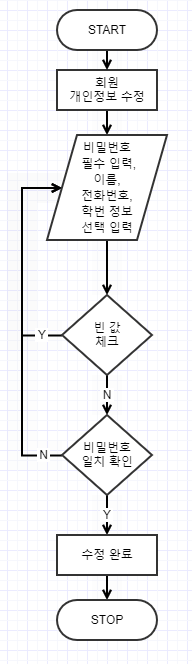 START
회원
개인정보 수정
비밀번호
필수 입력,
이름,
전화번호,
학번 정보
선택 입력
빈 값
체크
Y
N
비밀번호
일치 확인
N
Y
수정 완료
STOP